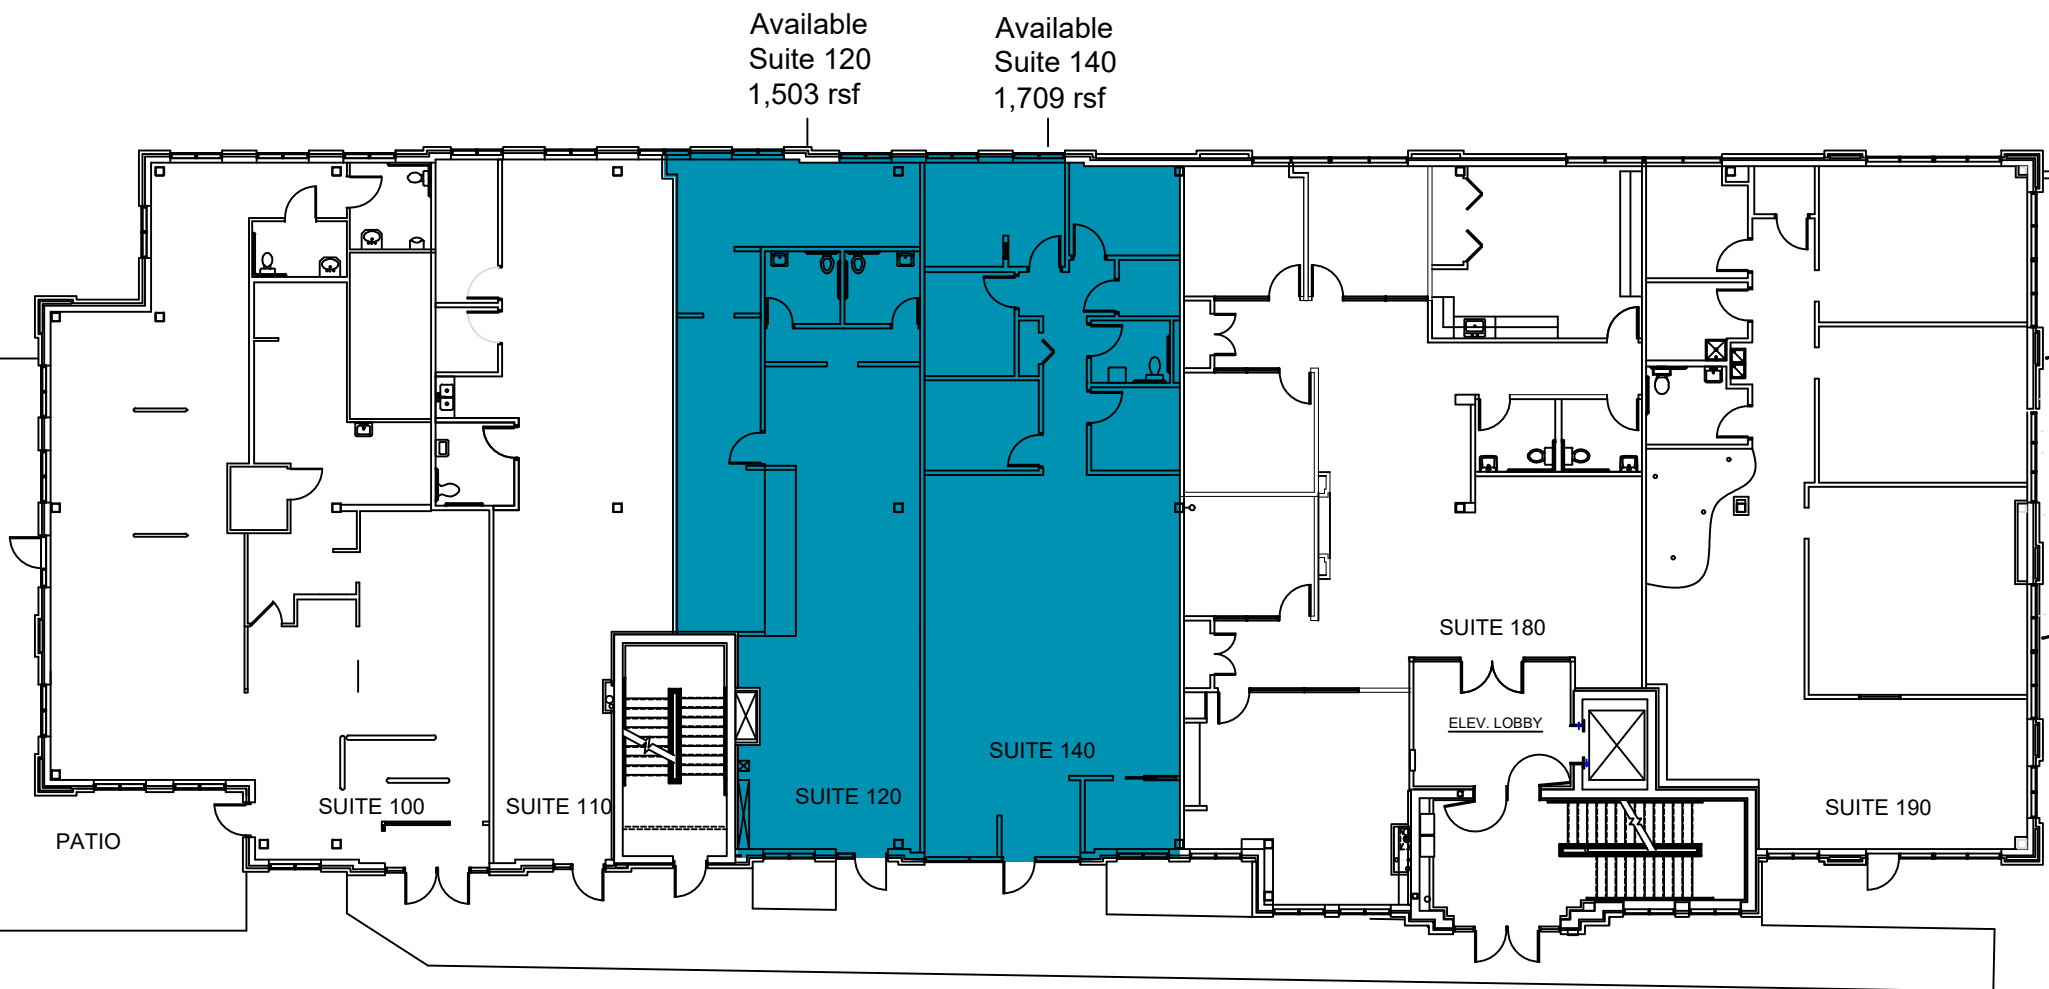 Available
Suite 120
1,503 rsf
Available
Suite 140
1,709 rsf
SUITE 180
ELEV. LOBBY
SUITE 140
SUITE 120
SUITE 100
SUITE 110
SUITE 190
PATIO